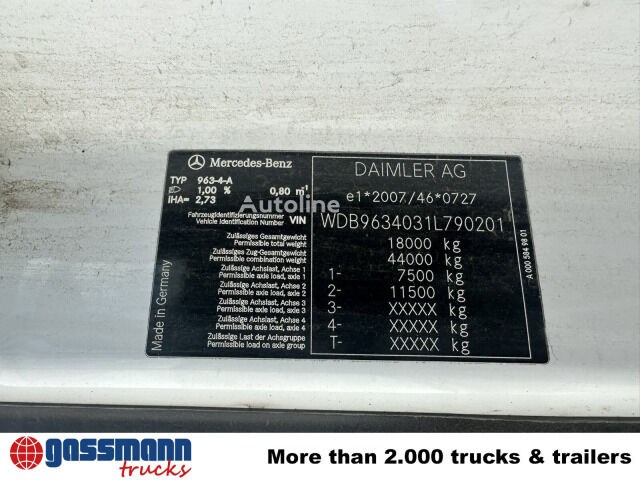 Mercedes-Benz
DAIMLER AG
TYP 963-4-A
1,00 % 0,80 m
IHA= 2,73
e1*2007/46*0727
Autoline
Fahrzeugidentifizierungsnummer
Vehicle Identification Number VIN WDB9634031L790201
Zulässiges Gesamtgewicht
Permissible total weight 18000 kg
Zulässiges Zug-Gesamtgewicht
Permissible combination weight 44000 kg
Zulässige Achslast, Achse 1
Permissible axle load, axle 1 1- 7500 kg
Zulässige Achslast, Achse 2
Permissible axle load, axle 2 2- 11500 kg
Zulässige Achslast, Achse 3
Permissible axle load, axle 3 3- XXXXX kg
Zulässige Achslast, Achse 4
Permissible axle load, axle 4 4- XXXXX kg
Zulässige Last der Achsgruppe
Permissible load on axle group T- XXXXX kg
Made in Germany
A 000 584 98 01
gassmann
trucks
More than 2.000 trucks & trailers